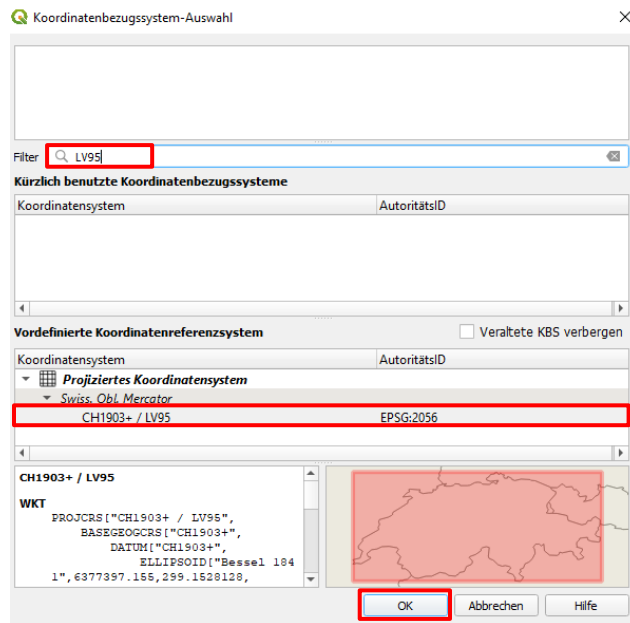 Koordinatenbezugssystem-Auswahl
Filter LV95
Kürzlich benutzte Koordinatenbezugssysteme
Koordinatensystem AutoritätsID
Vordefinierte Koordinatenreferenzsystem Veraltete KBS verbergen
Koordinatensystem AutoritätsID
Projiziertes Koordinatensystem
Swiss. Obl. Mercator
CH1903+ / LV95 EPSG:2056
CH1903+ / LV95
WKT
PROJCRS["CH1903+ / LV95",
BASEGEOGCRS["CH1903+",
DATUM["CH1903+",
ELLIPSOID["Bessel 184
1",6377397.155,299.1528128,
OK Abbrechen Hilfe